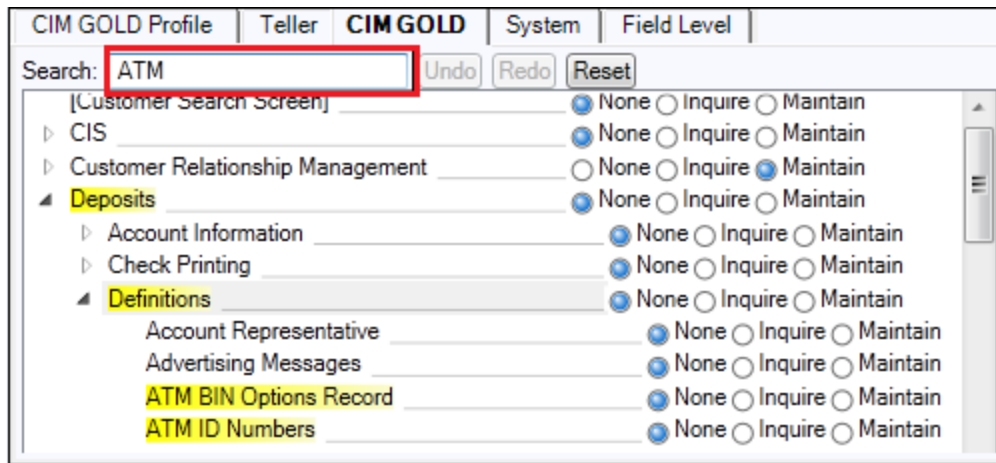 CIM GOLD Profile Teller CIM GOLD System Field Level
Search: ATM Undo Redo Reset
[Customer Search Screen] None Inquire Maintain
CIS None Inquire Maintain
Customer Relationship Management None Inquire Maintain
Deposits None Inquire Maintain
Account Information None Inquire Maintain
Check Printing None Inquire Maintain
Definitions None Inquire Maintain
Account Representative None Inquire Maintain
Advertising Messages None Inquire Maintain
ATM BIN Options Record None Inquire Maintain
ATM ID Numbers None Inquire Maintain